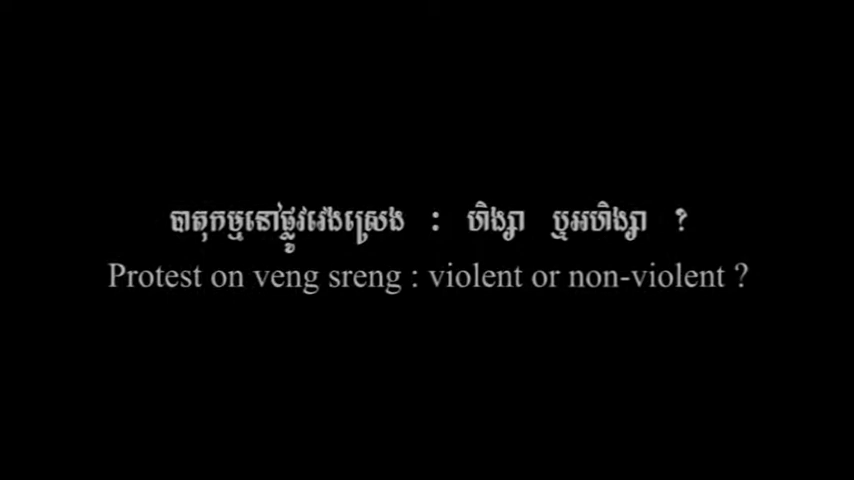 បាតុកម្មនៅផ្លូវវេងស្រេង : ហិង្សា ឬអហិង្សា ?
Protest on veng sreng : violent or non-violent ?